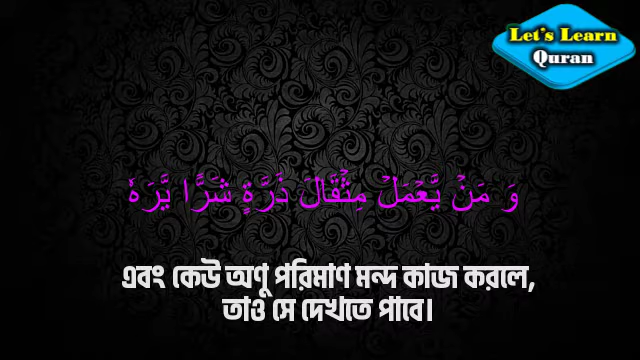 Let's Learn
Quran
وَ مَنۡ یَّعۡمَلۡ مِثۡقَالَ ذَرَّۃٍ شَرًّا یَّرَہٗ
এবং কেউ অণু পরিমাণ মন্দ কাজ করলে,
তাও সে দেখতে পাবে।